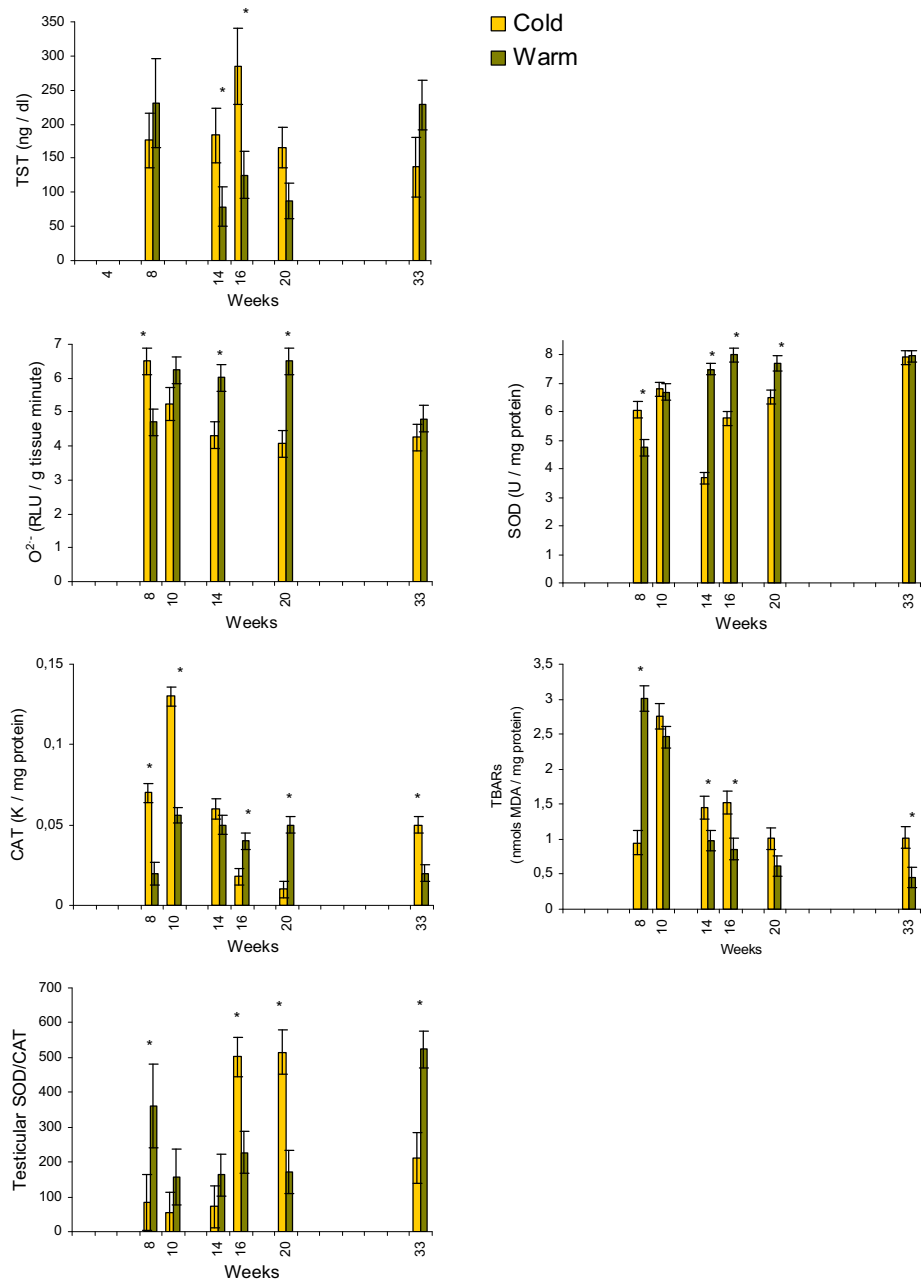 Cold
Warm
TST (ng / dl)
350
300
250
200
150
100
50
0
* *
4 8 14 16 20 33
Weeks
O²·- (RLU / g tissue minute)
7
6
5
4
3
2
1
0
* * *
8 10 14 20 33
Weeks
SOD (U / mg protein)
8
7
6
5
4
3
2
1
0
* * * *
8 10 14 16 20 33
Weeks
CAT (K / mg protein)
0,15
0,1
0,05
0
* * * * *
8 10 14 16 20 33
Weeks
TBARs
(nmols MDA / mg protein)
3,5
3
2,5
2
1,5
1
0,5
0
* * * *
8 10 14 16 20 33
Weeks
Testicular SOD/CAT
700
600
500
400
300
200
100
0
* * * *
8 10 14 16 20 33
Weeks